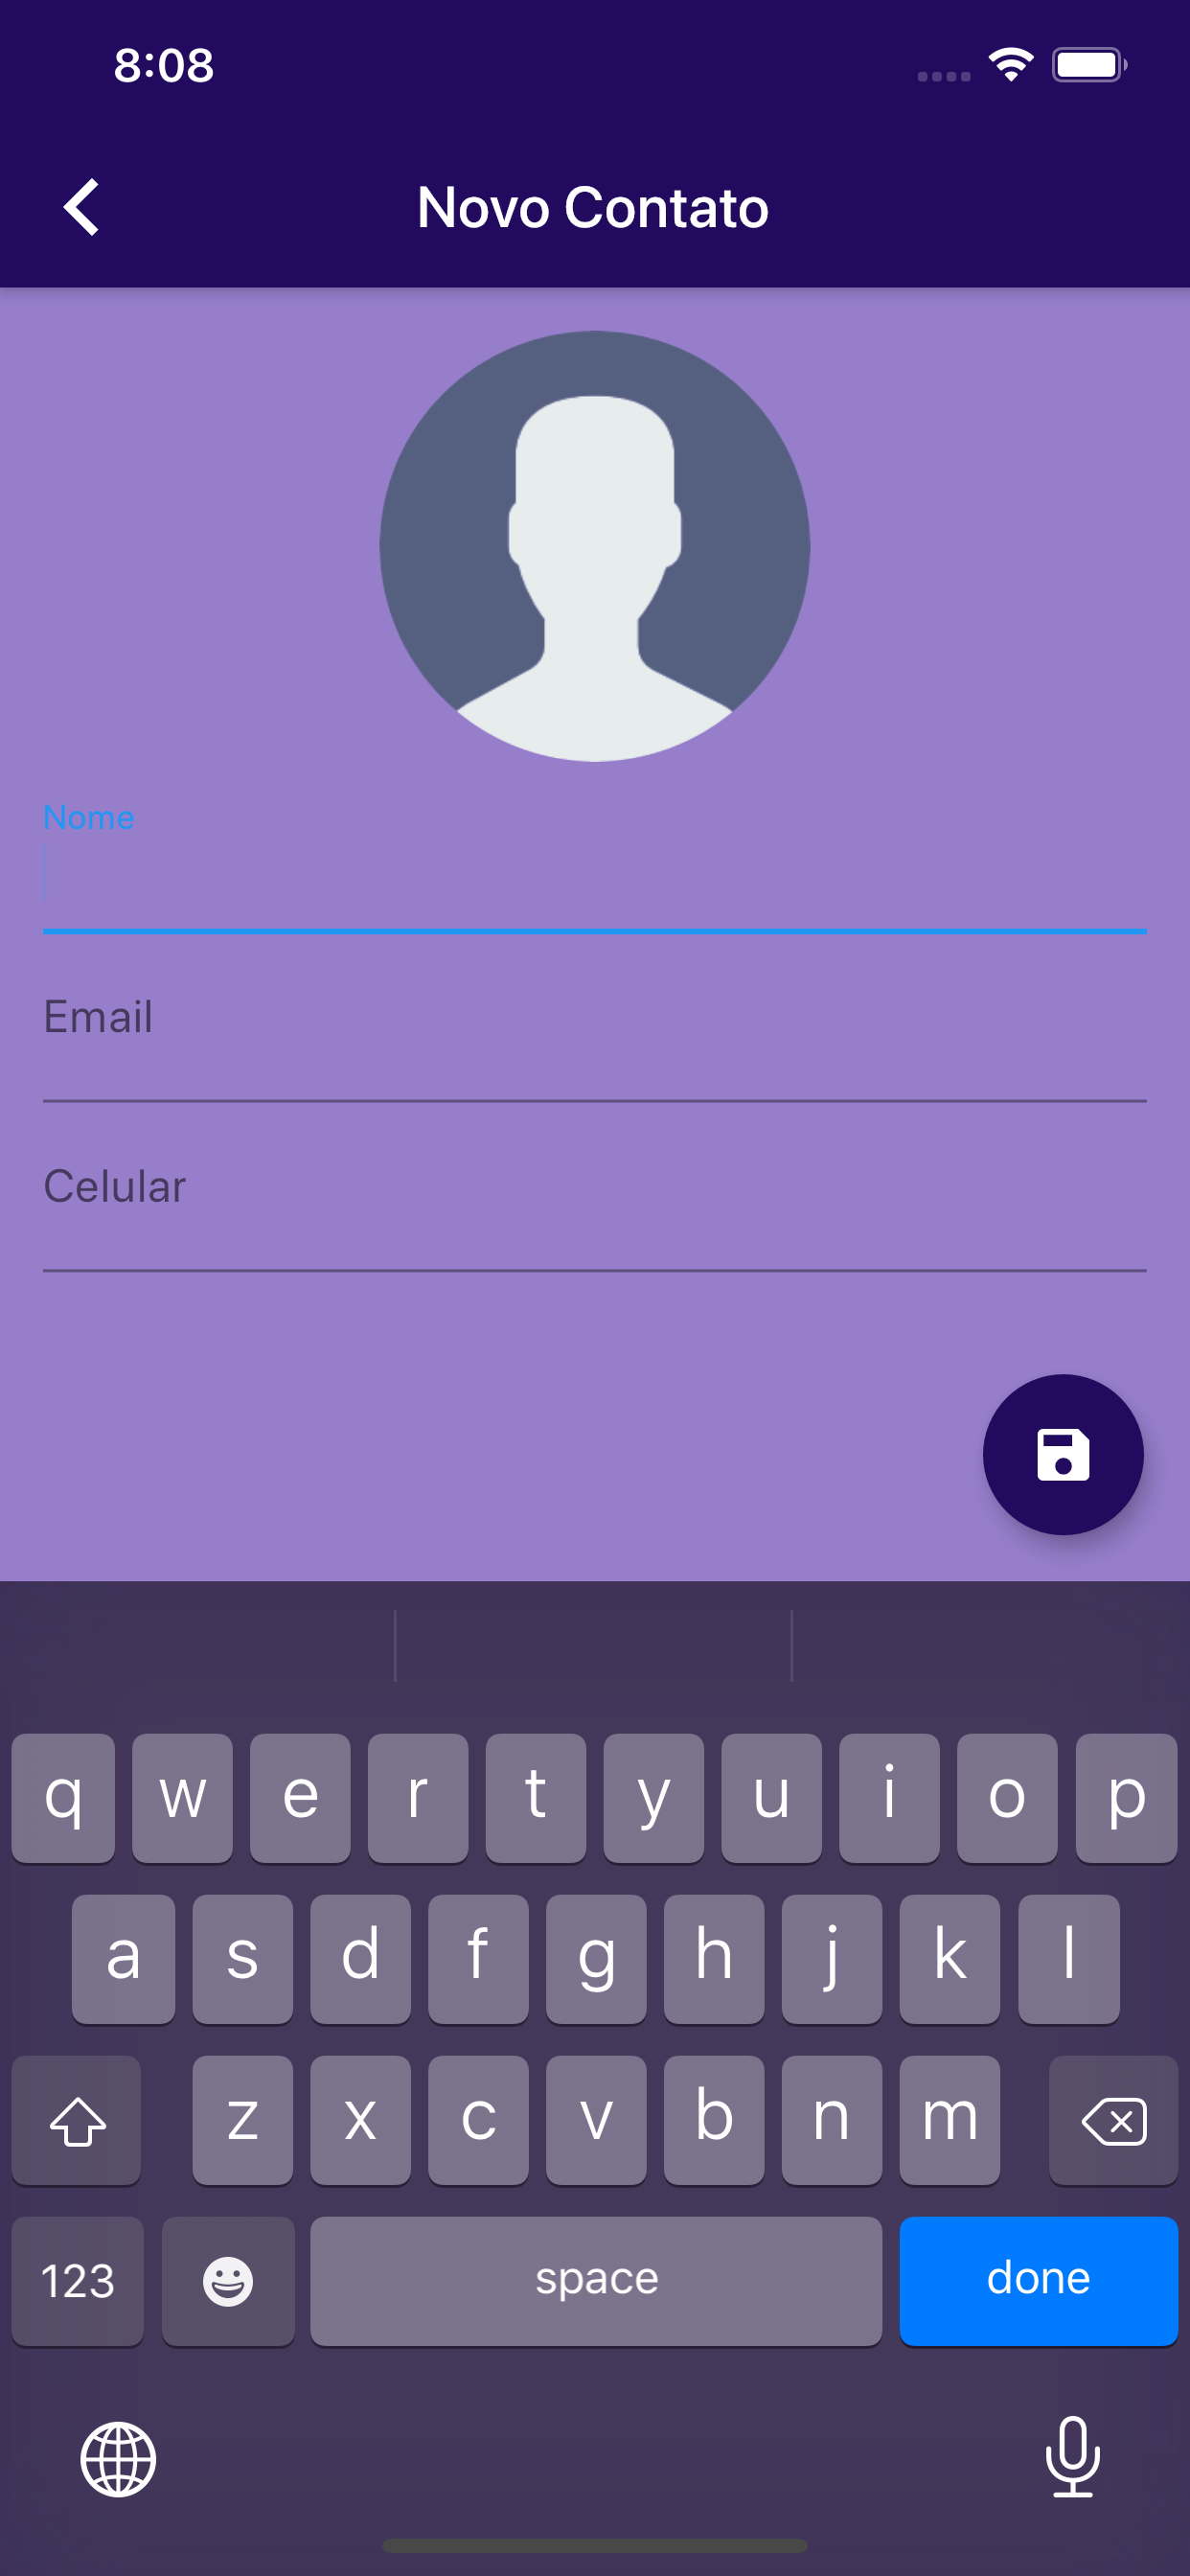 8:08
Novo Contato
Nome
Email
Celular
q w e r t y u i o p
a s d f g h j k l
z x c v b n m
123 space done